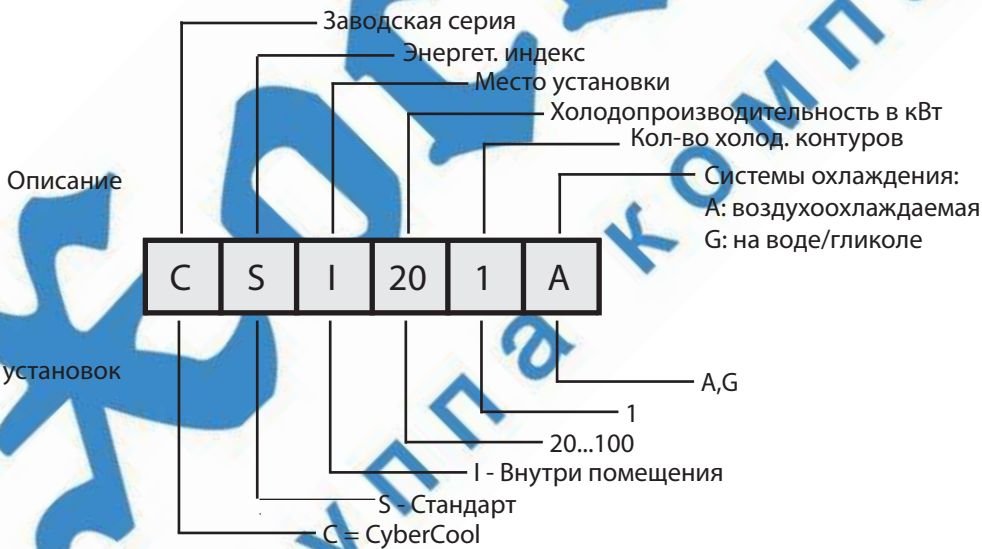 Заводская серия
Энергет. индекс
Место установки
Холодопроизводительность в кВт
Кол-во холод. контуров
Описание
Системы охлаждения:
А: воздухоохлаждаемая
G: на воде/гликоле
C S I 20 1 A
установок
A,G
1
20...100
I - Внутри помещения
S - Стандарт
C = CyberCool